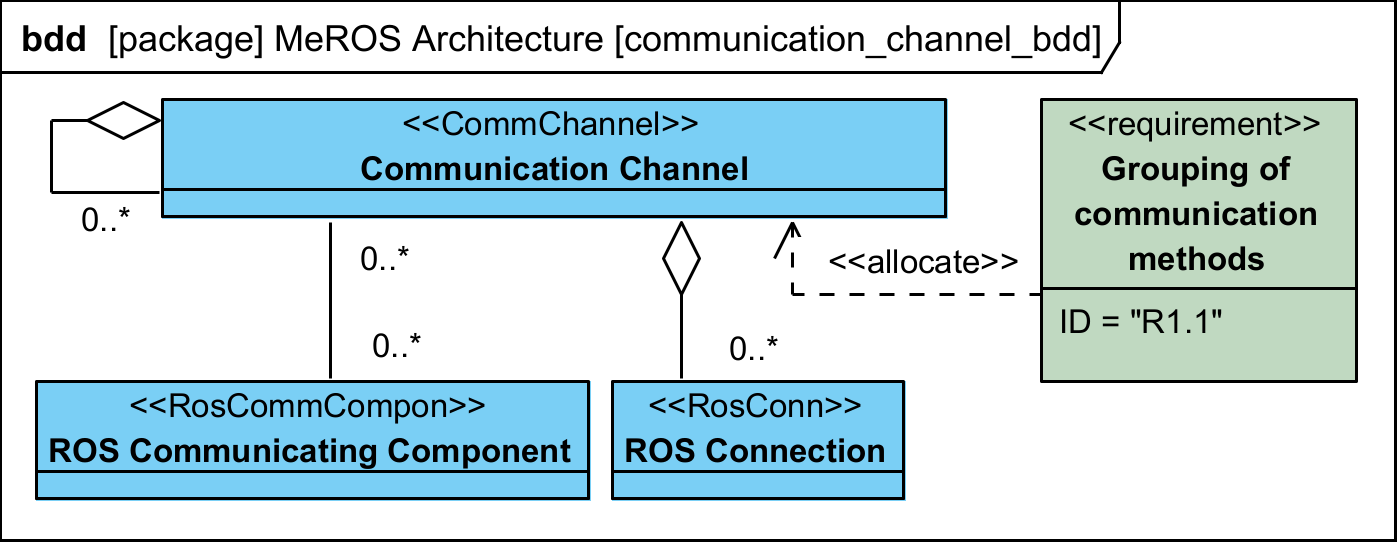 bdd [package] MeROS Architecture [communication_channel_bdd]
<<CommChannel>>
Communication Channel
0..*
0..*
0..*
<<RosCommCompon>>
ROS Communicating Component
0..*
<<RosConn>>
ROS Connection
<<allocate>>
<<requirement>>
Grouping of
communication
methods
ID = "R1.1"